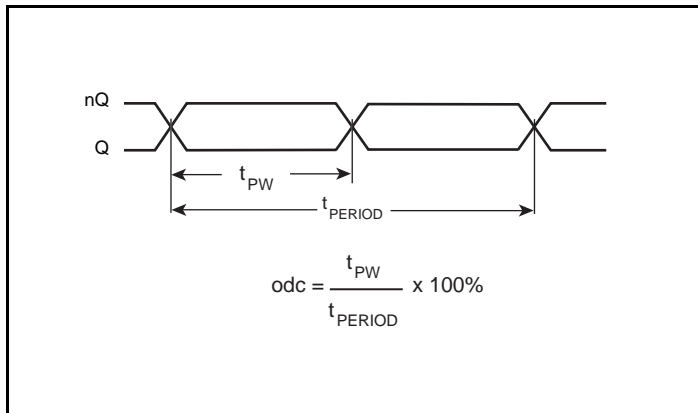 nQ
Q
tPW
tPERIOD
odc = tPW / tPERIOD x 100%